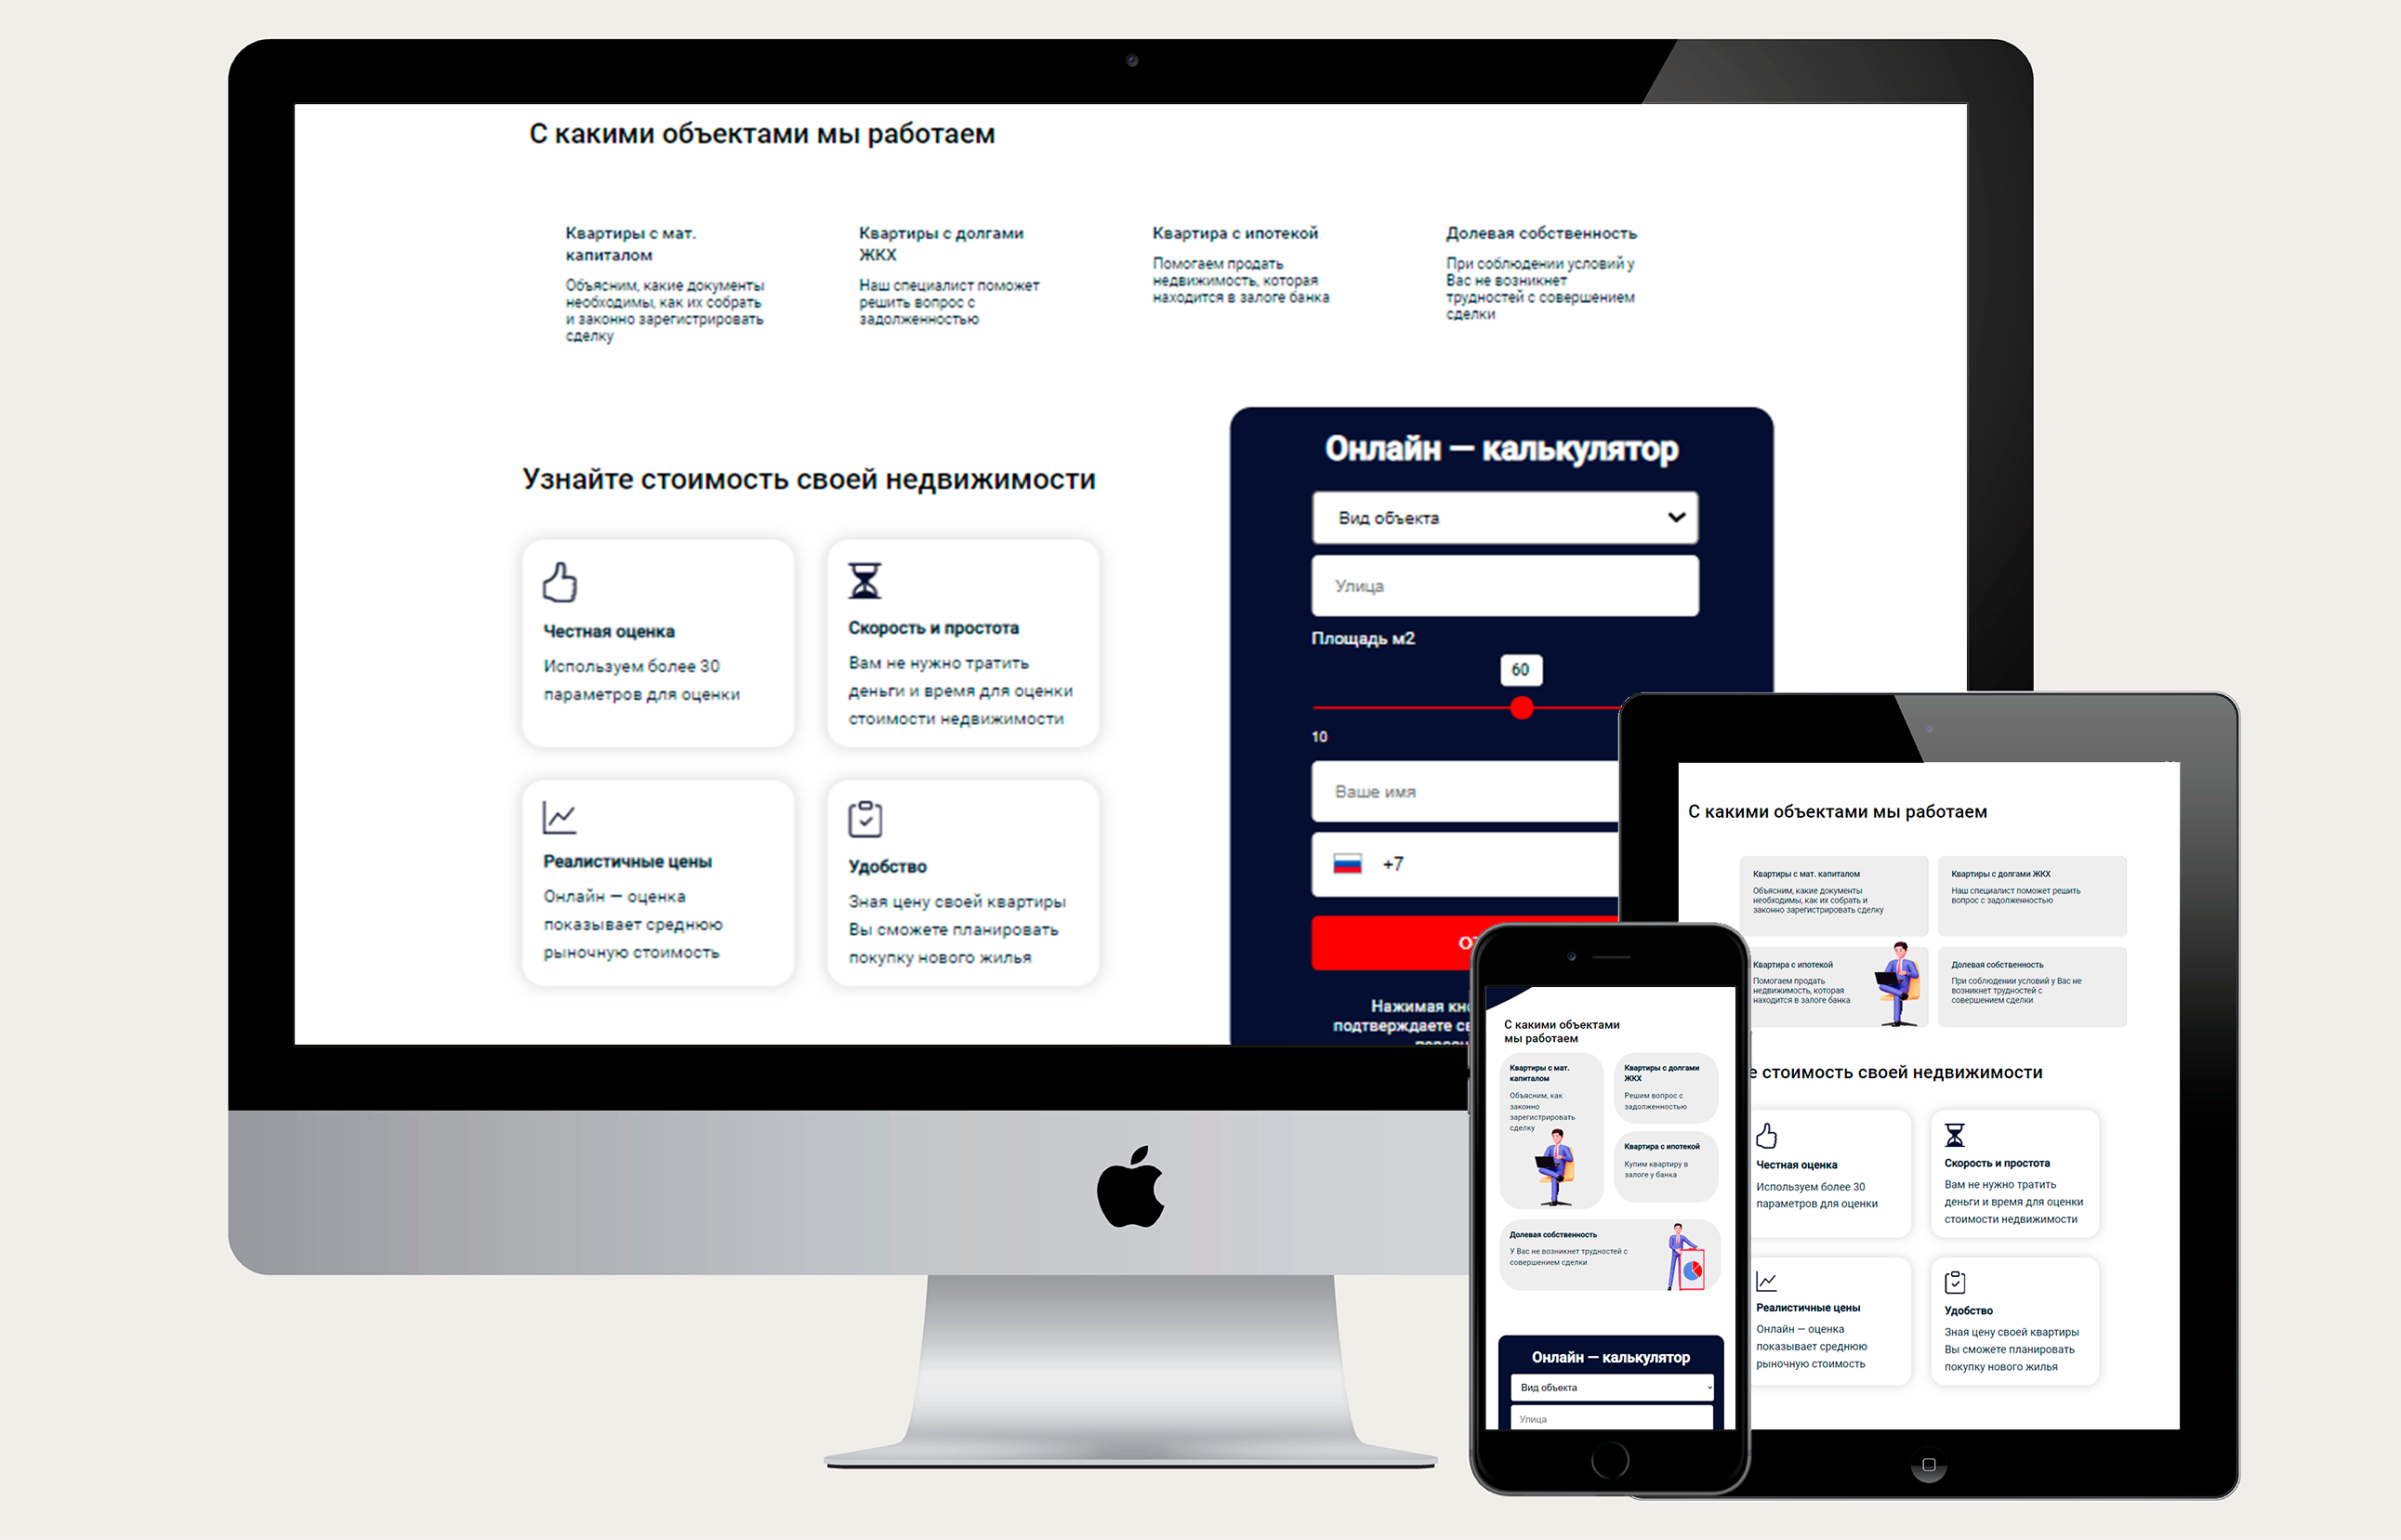 С какими объектами мы работаем
Квартиры с мат.
капиталом
Объясним, какие документы
необходимы, как их собрать
и законно зарегистрировать
сделку
Квартиры с долгами
ЖКХ
Наш специалист поможет
решить вопрос с
задолженностью
Квартира с ипотекой
Помогаем продать
недвижимость, которая
находится в залоге банка
Долевая собственность
При соблюдении условий у
Вас не возникнет
трудностей с совершением
сделки
Узнайте стоимость своей недвижимости
Честная оценка
Используем более 30
параметров для оценки
Скорость и простота
Вам не нужно тратить
деньги и время для оценки
стоимости недвижимости
Реалистичные цены
Онлайн — оценка
показывает среднюю
рыночную стоимость
Удобство
Зная цену своей квартиры
Вы сможете планировать
покупку нового жилья
Онлайн — калькулятор
Вид объекта
Улица
Площадь м2
60
10
Ваше имя
+7
Нажимая
подтверждаете
С какими объектами мы работаем
Квартиры с мат. капиталом
Объясним, какие документы
необходимы, как их собрать и
законно зарегистрировать сделку
Квартиры с долгами ЖКХ
Наш специалист поможет решить
вопрос с задолженностью
Квартира с ипотекой
Помогаем продать
недвижимость, которая
находится в залоге банка
Долевая собственность
При соблюдении условий у Вас не
возникнет трудностей с
совершением сделки
е стоимость своей недвижимости
Честная оценка
Используем более 30
параметров для оценки
Скорость и простота
Вам не нужно тратить
деньги и время для оценки
стоимости недвижимости
Реалистичные цены
Онлайн — оценка
показывает среднюю
рыночную стоимость
Удобство
Зная цену своей квартиры
Вы сможете планировать
покупку нового жилья
С какими объектами
мы работаем
Квартиры с мат.
капиталом
Объясним, как
законно
зарегистрировать
сделку
Квартиры с долгами
ЖКХ
Решим вопрос с
задолженностью
Квартира с ипотекой
Купим квартиру в
залоге у банка
Долевая собственность
У Вас не возникнет трудностей с
совершением сделки
Онлайн — калькулятор
Вид объекта
Улица